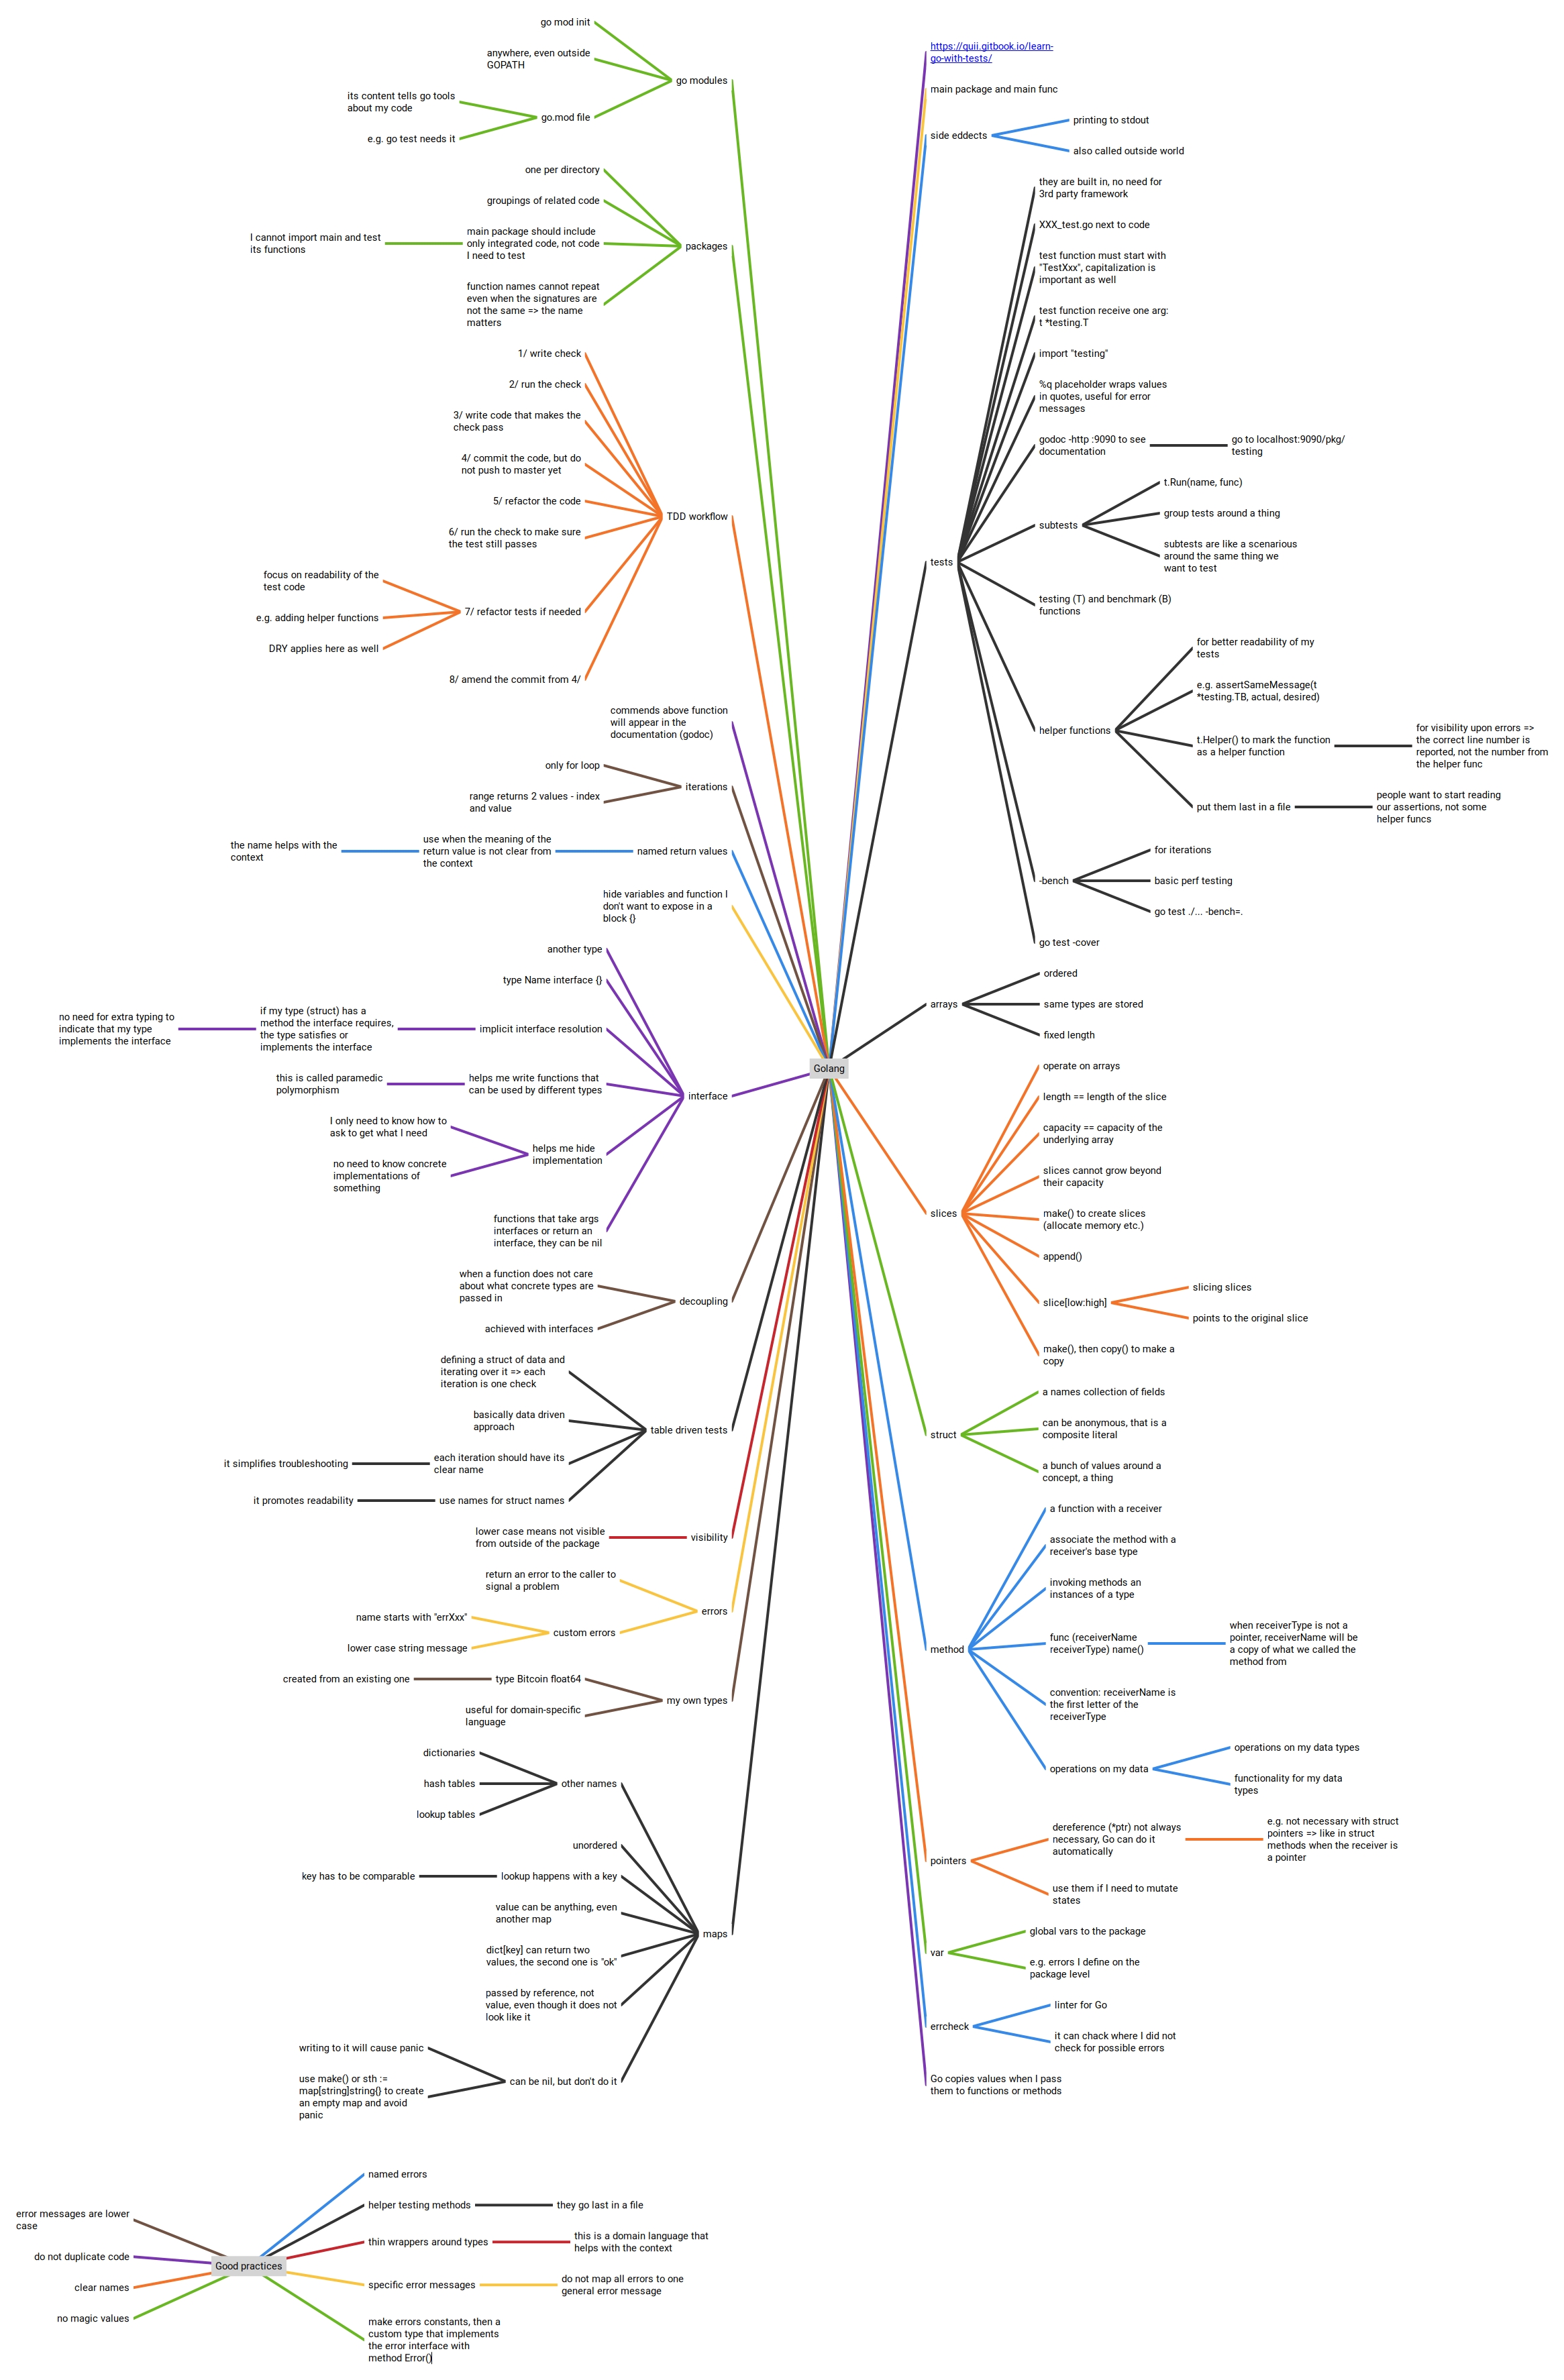 go mod init
anywhere, even outside
GOPATH
go modules
its content tells go tools
about my code
go.mod file
e.g. go test needs it
one per directory
groupings of related code
packages
I cannot import main and test
its functions
main package should include
only integrated code, not code
I need to test
function names cannot repeat
even when the signatures are
not the same => the name
matters
1/ write check
2/ run the check
3/ write code that makes the
check pass
4/ commit the code, but do
not push to master yet
TDD workflow
5/ refactor the code
6/ run the check to make sure
the test still passes
focus on readability of the
test code
e.g. adding helper functions
7/ refactor tests if needed
DRY applies here as well
8/ amend the commit from 4/
commends above function
will appear in the
documentation (godoc)
only for loop
iterations
range returns 2 values - index
and value
the name helps with the
context
use when the meaning of the
return value is not clear from
the context
named return values
hide variables and function I
don't want to expose in a
block {}
another type
type Name interface {}
no need for extra typing to
indicate that my type
implements the interface
if my type (struct) has a
method the interface requires,
the type satisfies or
implements the interface
implicit interface resolution
this is called paramedic
polymorphism
helps me write functions that
can be used by different types
interface
I only need to know how to
ask to get what I need
helps me hide
implementation
no need to know concrete
implementations of
something
functions that take args
interfaces or return an
interface, they can be nil
when a function does not care
about what concrete types are
passed in
decoupling
achieved with interfaces
defining a struct of data and
iterating over it => each
iteration is one check
basically data driven
approach
table driven tests
it simplifies troubleshooting
each iteration should have its
clear name
it promotes readability
use names for struct names
lower case means not visible
from outside of the package
visibility
return an error to the caller to
signal a problem
errors
name starts with "errXxx"
custom errors
lower case string message
created from an existing one
type Bitcoin float64
my own types
useful for domain-specific
language
dictionaries
hash tables
other names
lookup tables
unordered
key has to be comparable
lookup happens with a key
value can be anything, even
another map
maps
dict[key] can return two
values, the second one is "ok"
passed by reference, not
value, even though it does not
look like it
writing to it will cause panic
can be nil, but don't do it
use make() or sth :=
map[string]string{} to create
an empty map and avoid
panic
Golang
https://quii.gitbook.io/learn-
go-with-tests/
main package and main func
side eddects
printing to stdout
also called outside world
they are built in, no need for
3rd party framework
XXX_test.go next to code
test function must start with
"TestXxx", capitalization is
important as well
test function receive one arg:
t *testing.T
import "testing"
%q placeholder wraps values
in quotes, useful for error
messages
godoc -http :9090 to see
documentation
go to localhost:9090/pkg/
testing
tests
subtests
t.Run(name, func)
group tests around a thing
subtests are like a scenarious
around the same thing we
want to test
testing (T) and benchmark (B)
functions
helper functions
for better readability of my
tests
e.g. assertSameMessage(t
*testing.TB, actual, desired)
t.Helper() to mark the function
as a helper function
for visibility upon errors =>
the correct line number is
reported, not the number from
the helper func
put them last in a file
people want to start reading
our assertions, not some
helper funcs
-bench
for iterations
basic perf testing
go test ./... -bench=.
go test -cover
arrays
ordered
same types are stored
fixed length
slices
operate on arrays
length == length of the slice
capacity == capacity of the
underlying array
slices cannot grow beyond
their capacity
make() to create slices
(allocate memory etc.)
append()
slice[low:high]
slicing slices
points to the original slice
make(), then copy() to make a
copy
struct
a names collection of fields
can be anonymous, that is a
composite literal
a bunch of values around a
concept, a thing
method
a function with a receiver
associate the method with a
receiver's base type
invoking methods an
instances of a type
func (receiverName
receiverType) name()
when receiverType is not a
pointer, receiverName will be
a copy of what we called the
method from
convention: receiverName is
the first letter of the
receiverType
operations on my data
operations on my data types
functionality for my data
types
pointers
dereference (*ptr) not always
necessary, Go can do it
automatically
e.g. not necessary with struct
pointers => like in struct
methods when the receiver is
a pointer
use them if I need to mutate
states
var
global vars to the package
e.g. errors I define on the
package level
errcheck
linter for Go
it can chack where I did not
check for possible errors
Go copies values when I pass
them to functions or methods
Good practices
error messages are lower
case
do not duplicate code
clear names
no magic values
named errors
helper testing methods
they go last in a file
thin wrappers around types
this is a domain language that
helps with the context
specific error messages
do not map all errors to one
general error message
make errors constants, then a
custom type that implements
the error interface with
method Error()